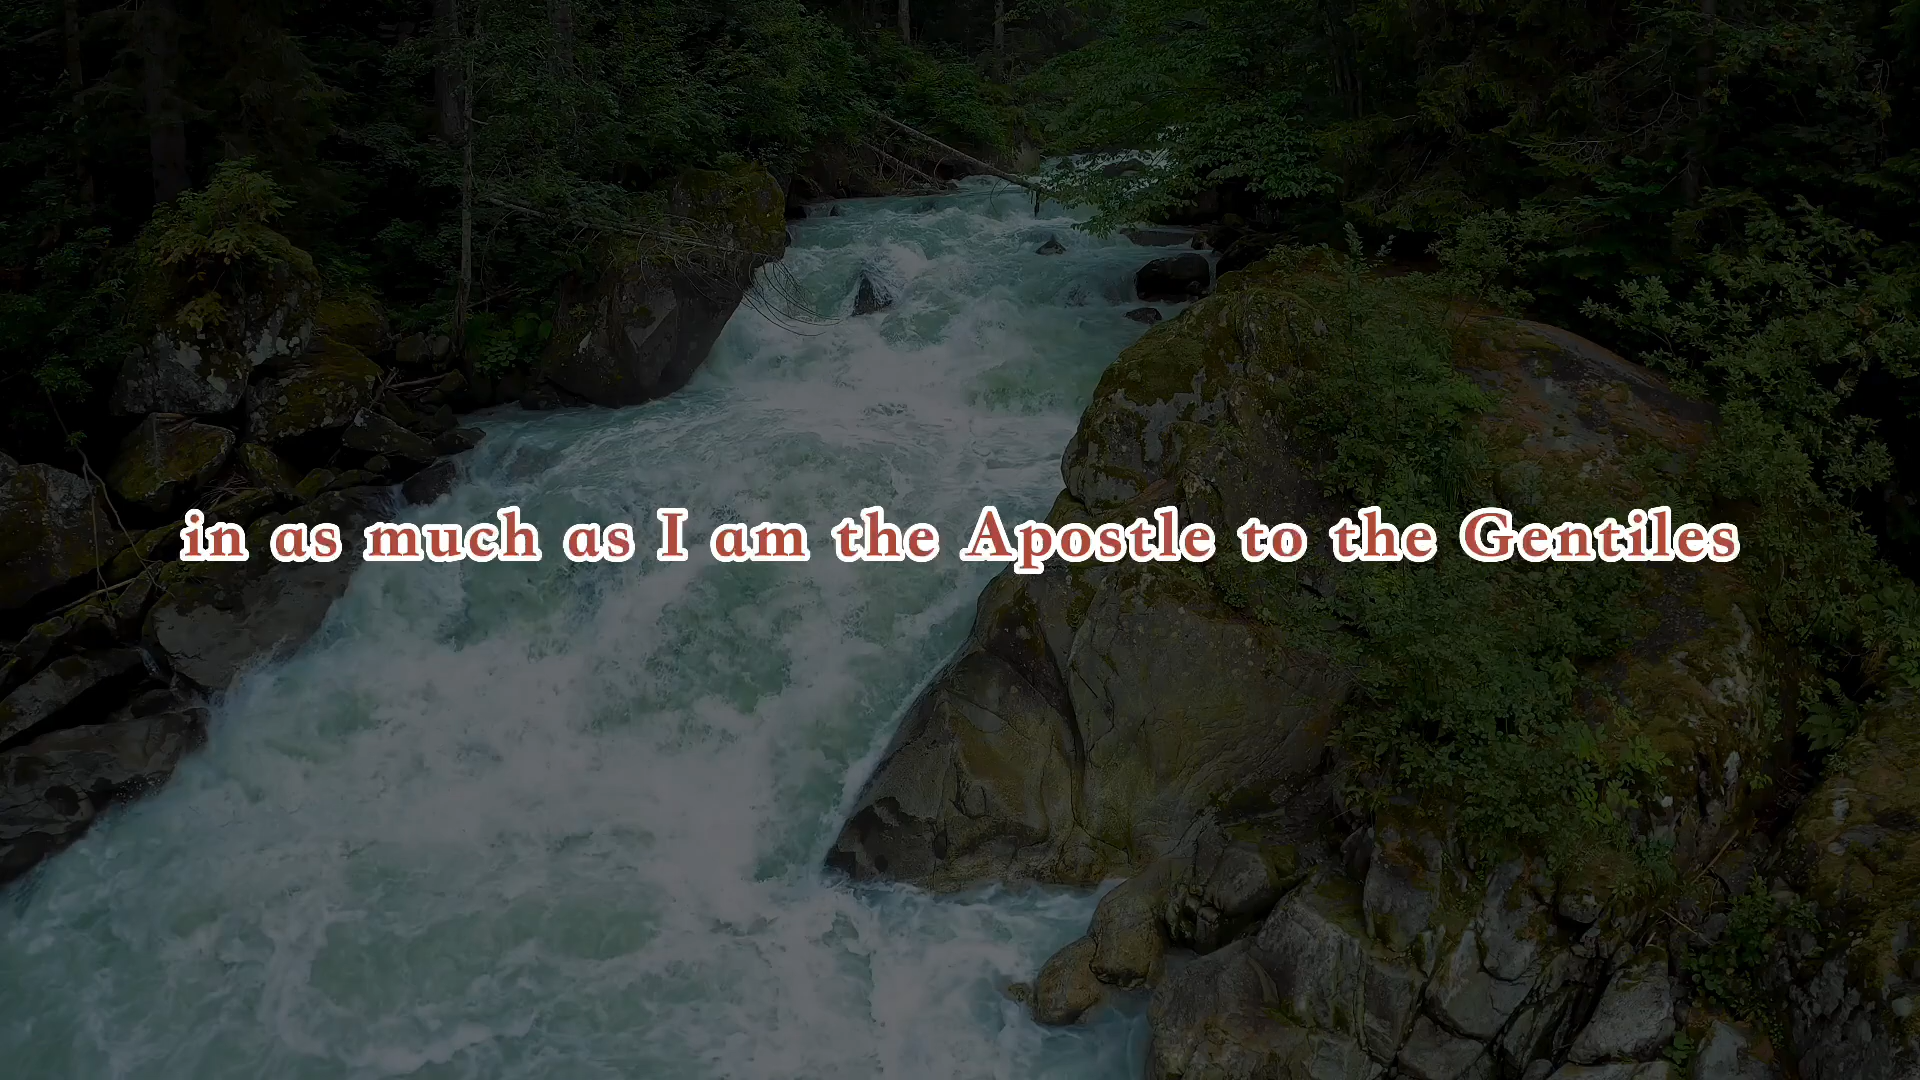 in as much as I am the Apostle to the Gentiles